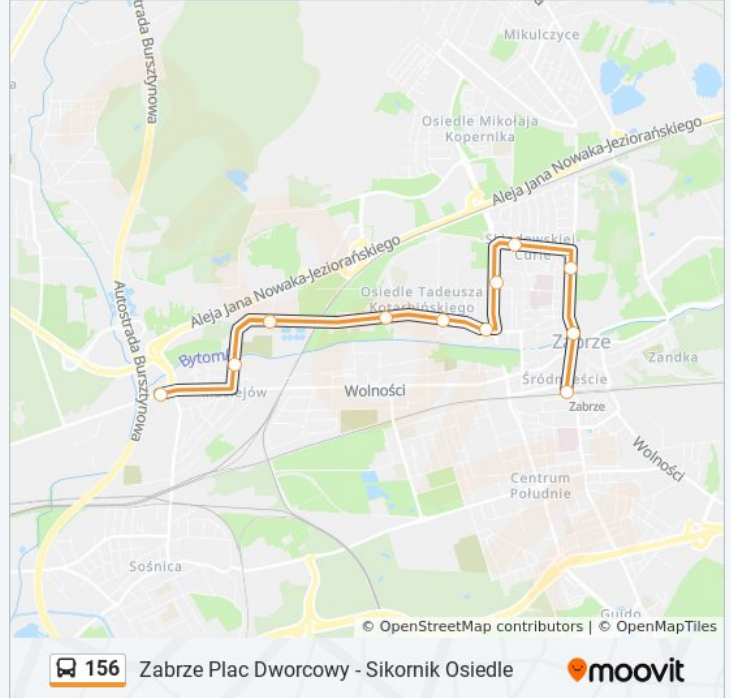 Autostrada Bursztynowa
Mikulczyce
Osiedle Mikołaja
Kopernika
Aleja Jana Nowaka-Jeziorańskiego
Aleja Jana Nowaka-Jeziorańskiego
Curie
Osiedle Tadeusza
Kotarbińskiego
Autostrada Bursztynowa
Zabrze
Zandka
Wolności
Śródmieście
Zabrze
Wolności
Centrum
Południe
Sośnica
Guido
© OpenStreetMap contributors | © OpenMapTiles
156 Zabrze Plac Dworcowy - Sikornik Osiedle
moovit